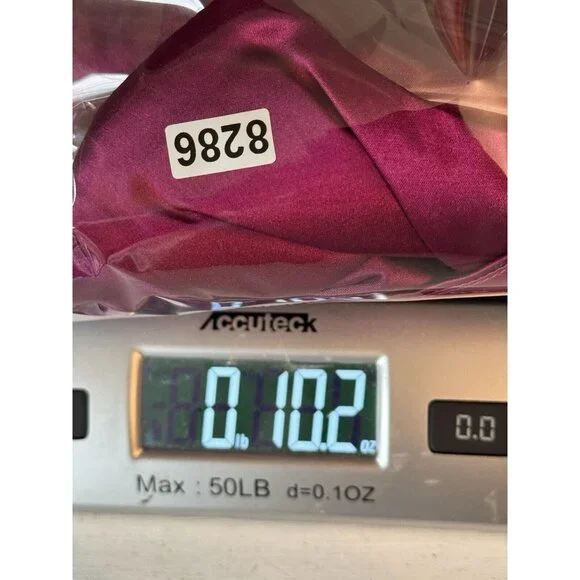 8286
Accuteck
0 lb 10.2 oz
0.0
Max : 50LB d=0.1OZ